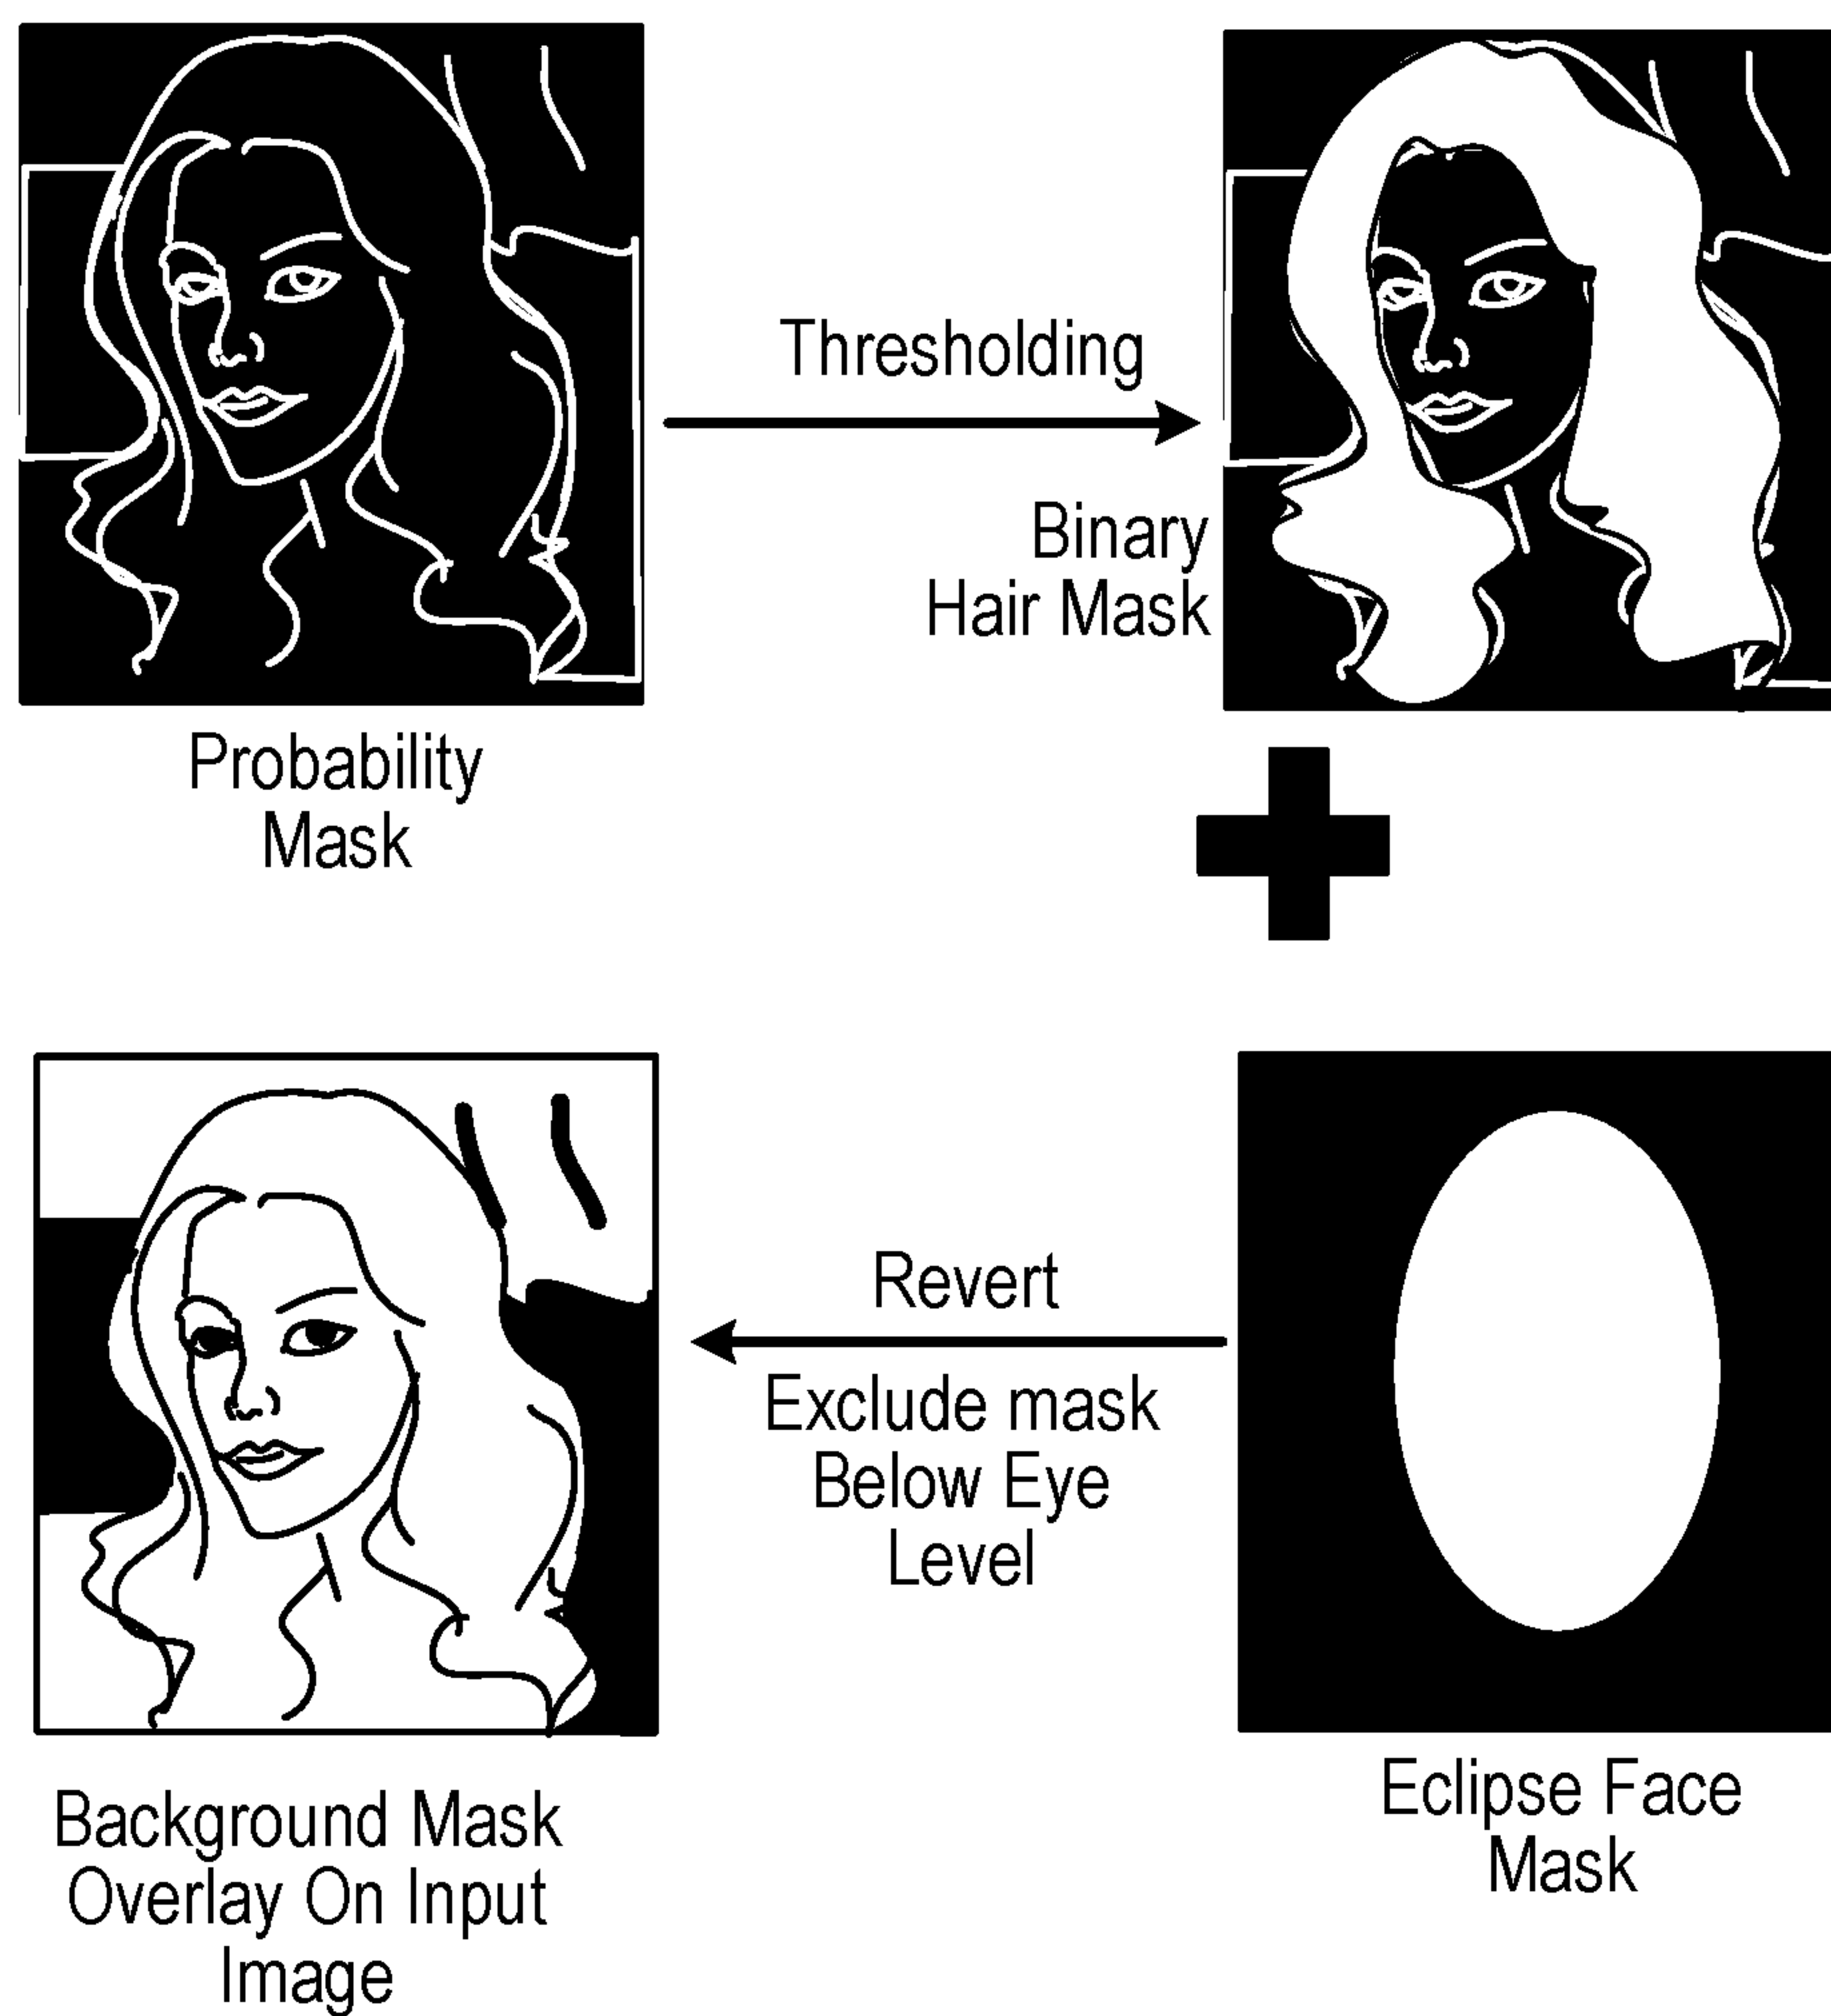 Thresholding
Binary
Hair Mask
Probability
Mask
Revert
Exclude mask
Below Eye
Level
Eclipse Face
Mask
Background Mask
Overlay On Input
Image